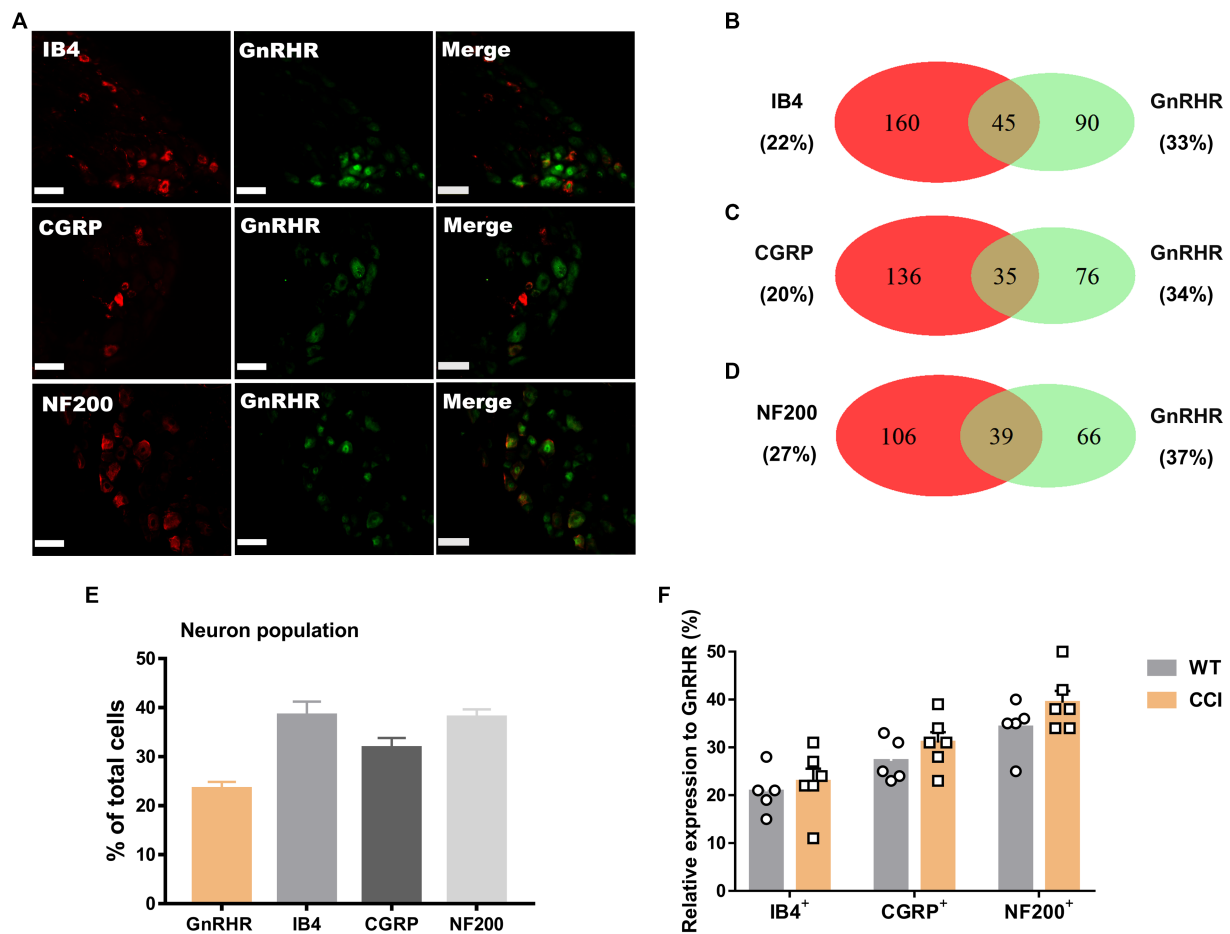 A
IB4
GnRHR
Merge
CGRP
GnRHR
Merge
NF200
GnRHR
Merge
B
IB4
(22%)
160
45
90
GnRHR
(33%)
C
CGRP
(20%)
136
35
76
GnRHR
(34%)
D
NF200
(27%)
106
39
66
GnRHR
(37%)
E
Neuron population
% of total cells
50
40
30
20
10
0
GnRHR
IB4
CGRP
NF200
F
Relative expression to GnRHR (%)
50
40
30
20
10
0
IB4⁺
CGRP⁺
NF200⁺
WT
CCI